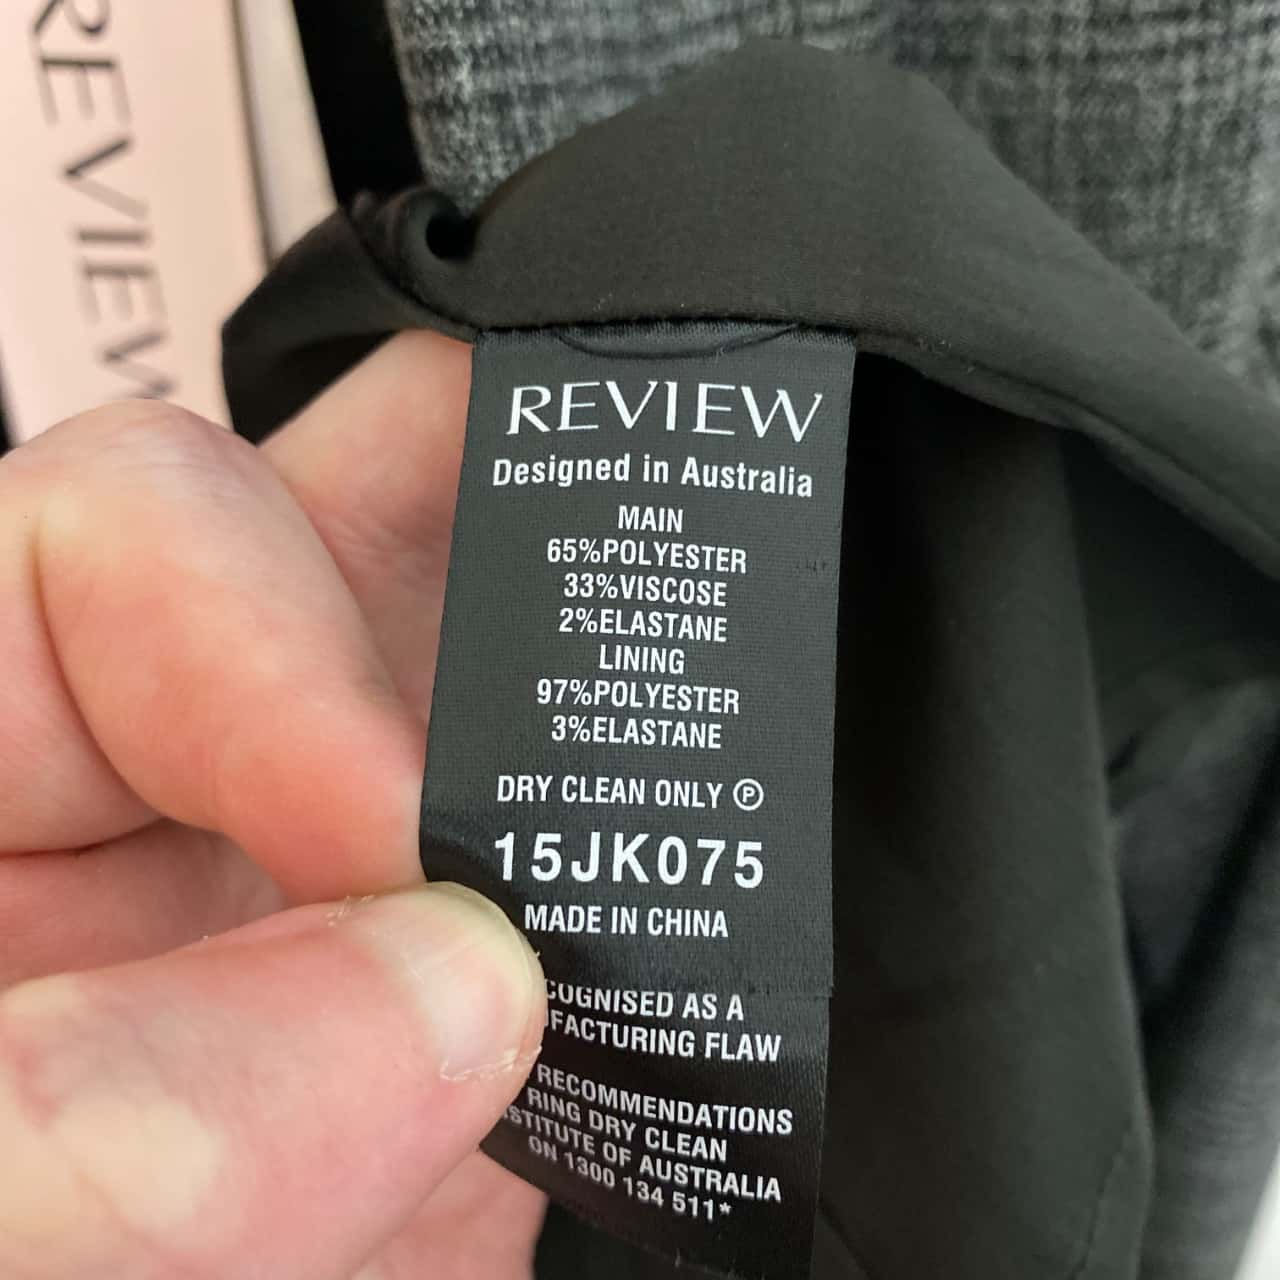 REVIEW
REVIEW
Designed in Australia
MAIN
65%POLYESTER
33%VISCOSE
2%ELASTANE
LINING
97%POLYESTER
3%ELASTANE
DRY CLEAN ONLY Ⓟ
15JK075
MADE IN CHINA
COGNISED AS A
FACTURING FLAW
RECOMMENDATIONS
RING DRY CLEAN
STITUTE OF AUSTRALIA
ON 1300 134 511*